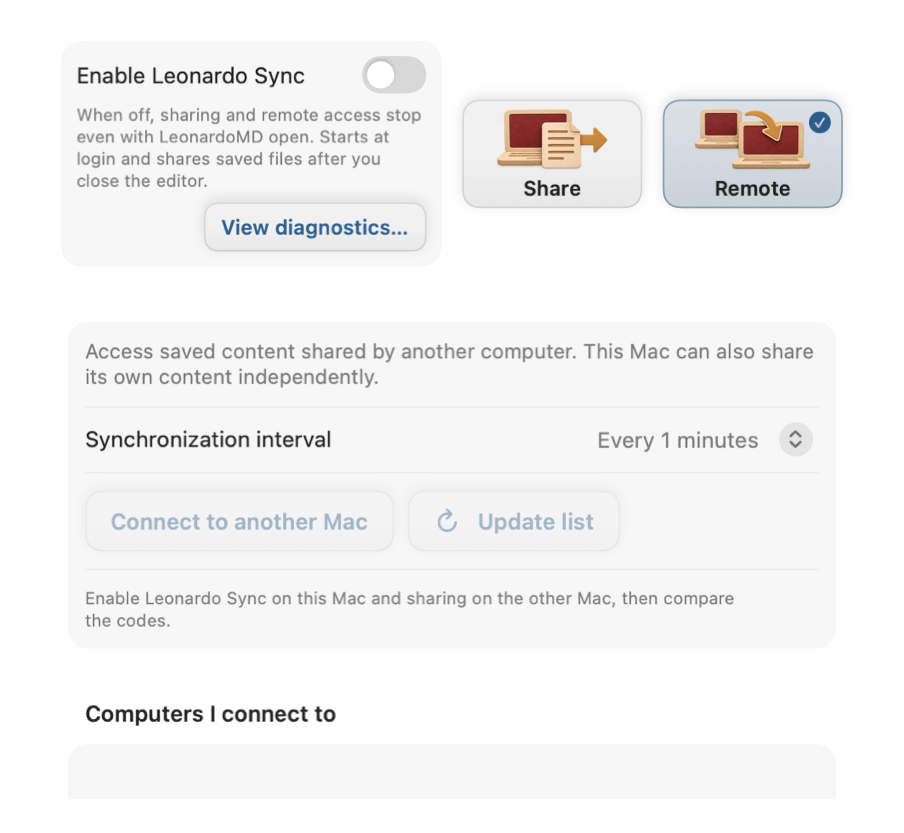 Enable Leonardo Sync
When off, sharing and remote access stop
even with LeonardoMD open. Starts at
login and shares saved files after you
close the editor.
View diagnostics...
Share
Remote
Access saved content shared by another computer. This Mac can also share
its own content independently.
Synchronization interval
Every 1 minutes
Connect to another Mac
Update list
Enable Leonardo Sync on this Mac and sharing on the other Mac, then compare
the codes.
Computers I connect to